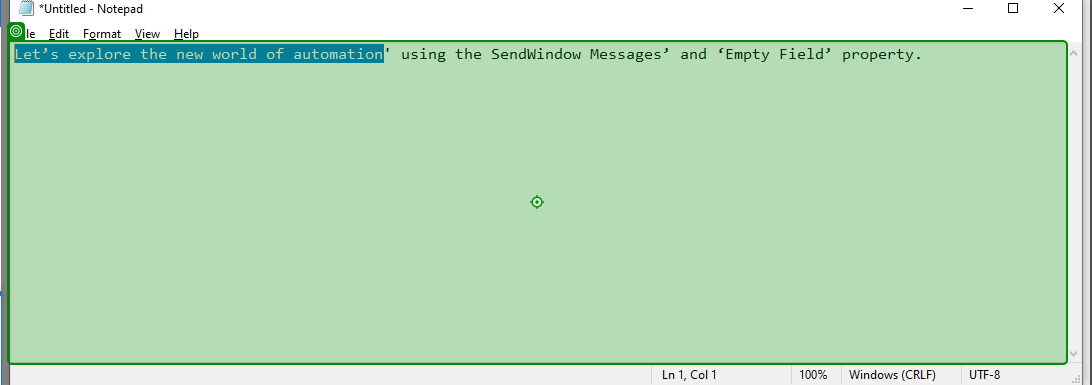 *Untitled - Notepad
le Edit Format View Help
Let’s explore the new world of automation' using the SendWindow Messages’ and ‘Empty Field’ property.
Ln 1, Col 1 100% Windows (CRLF) UTF-8